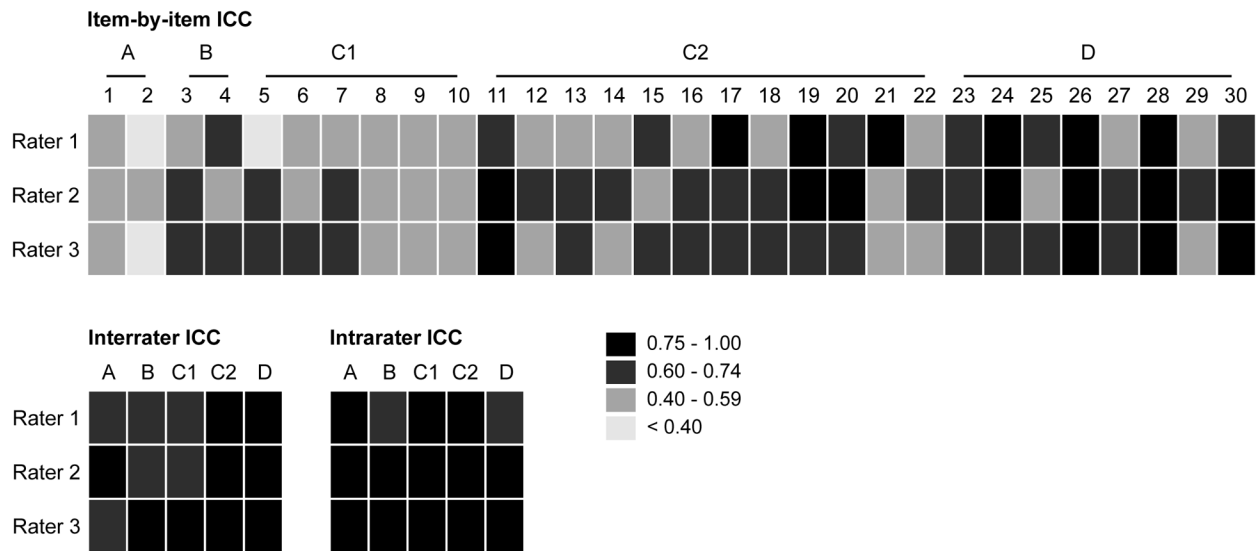 Item-by-item ICC
A B C1 C2 D
1 2 3 4 5 6 7 8 9 10 11 12 13 14 15 16 17 18 19 20 21 22 23 24 25 26 27 28 29 30
Rater 1
Rater 2
Rater 3
Interrater ICC
A B C1 C2 D
Rater 1
Rater 2
Rater 3
Intrarater ICC
A B C1 C2 D
0.75 - 1.00
0.60 - 0.74
0.40 - 0.59
< 0.40